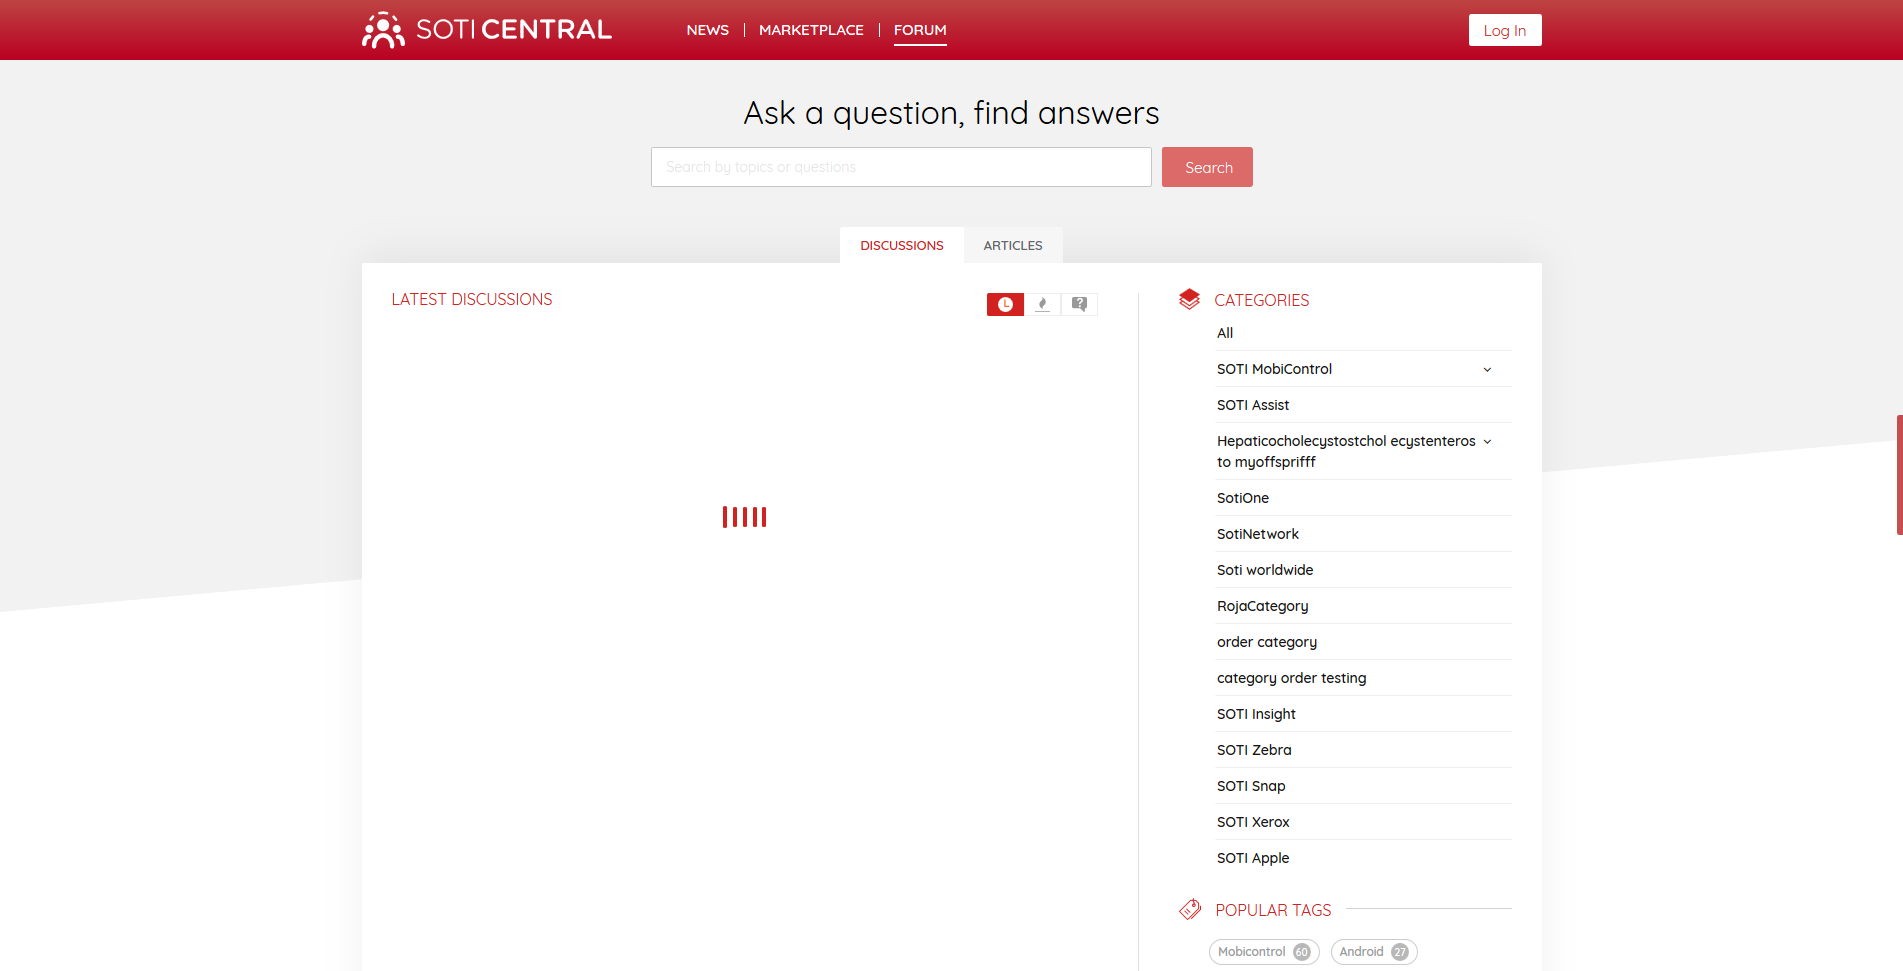 SOTI CENTRAL
NEWS
MARKETPLACE
FORUM
Log In
Ask a question, find answers
Search by topics or questions
Search
DISCUSSIONS
ARTICLES
LATEST DISCUSSIONS
CATEGORIES
All
SOTI MobiControl
SOTI Assist
Hepaticocholecystostchol ecystenteros
to myoffsprifff
SotiOne
SotiNetwork
Soti worldwide
RojaCategory
order category
category order testing
SOTI Insight
SOTI Zebra
SOTI Snap
SOTI Xerox
SOTI Apple
POPULAR TAGS
Mobicontrol 60
Android 27